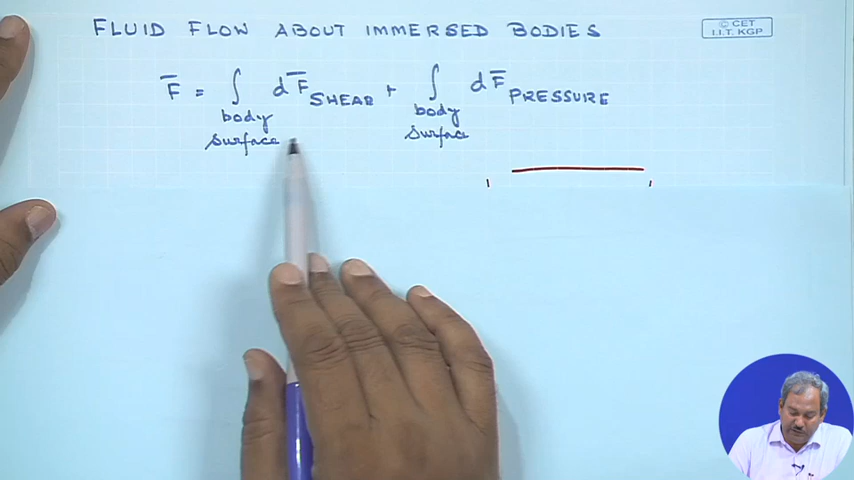 FLUID FLOW ABOUT IMMERSED BODIES
© CET
I.I.T. KGP
F̅ = ∫ dF̅ SHEAR + ∫ dF̅ PRESSURE
body body
surface surface